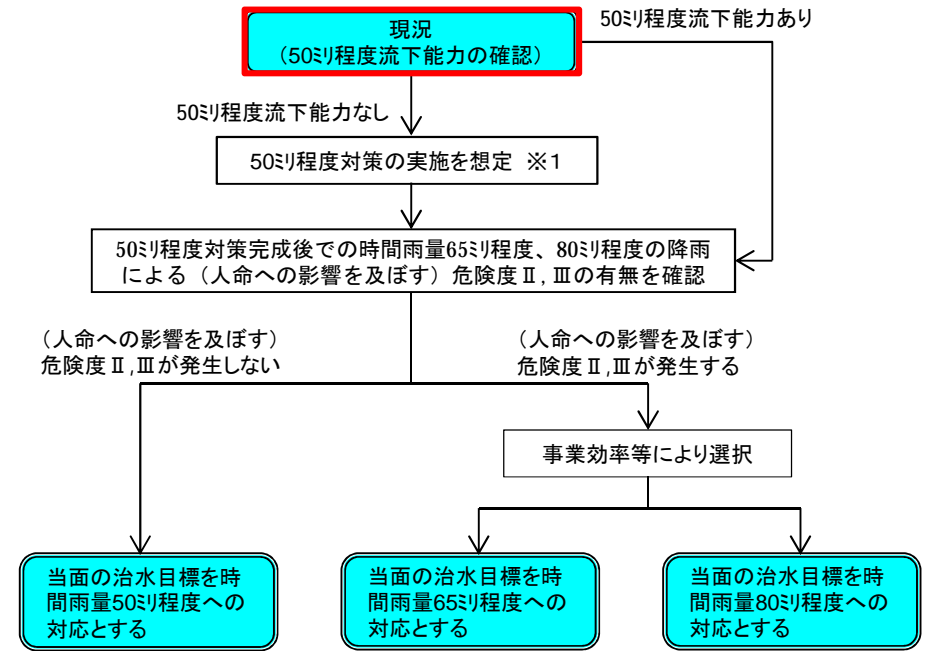 現況
（50ﾐﾘ程度流下能力の確認）
50ﾐﾘ程度流下能力あり
50ﾐﾘ程度流下能力なし
50ﾐﾘ程度対策の実施を想定 ※1
50ﾐﾘ程度対策完成後での時間雨量65ﾐﾘ程度、80ﾐﾘ程度の降雨
による（人命への影響を及ぼす）危険度Ⅱ,Ⅲの有無を確認
（人命への影響を及ぼす）
危険度Ⅱ,Ⅲが発生しない
（人命への影響を及ぼす）
危険度Ⅱ,Ⅲが発生する
事業効率等により選択
当面の治水目標を時
間雨量50ﾐﾘ程度への
対応とする
当面の治水目標を時
間雨量65ﾐﾘ程度への
対応とする
当面の治水目標を時
間雨量80ﾐﾘ程度への
対応とする